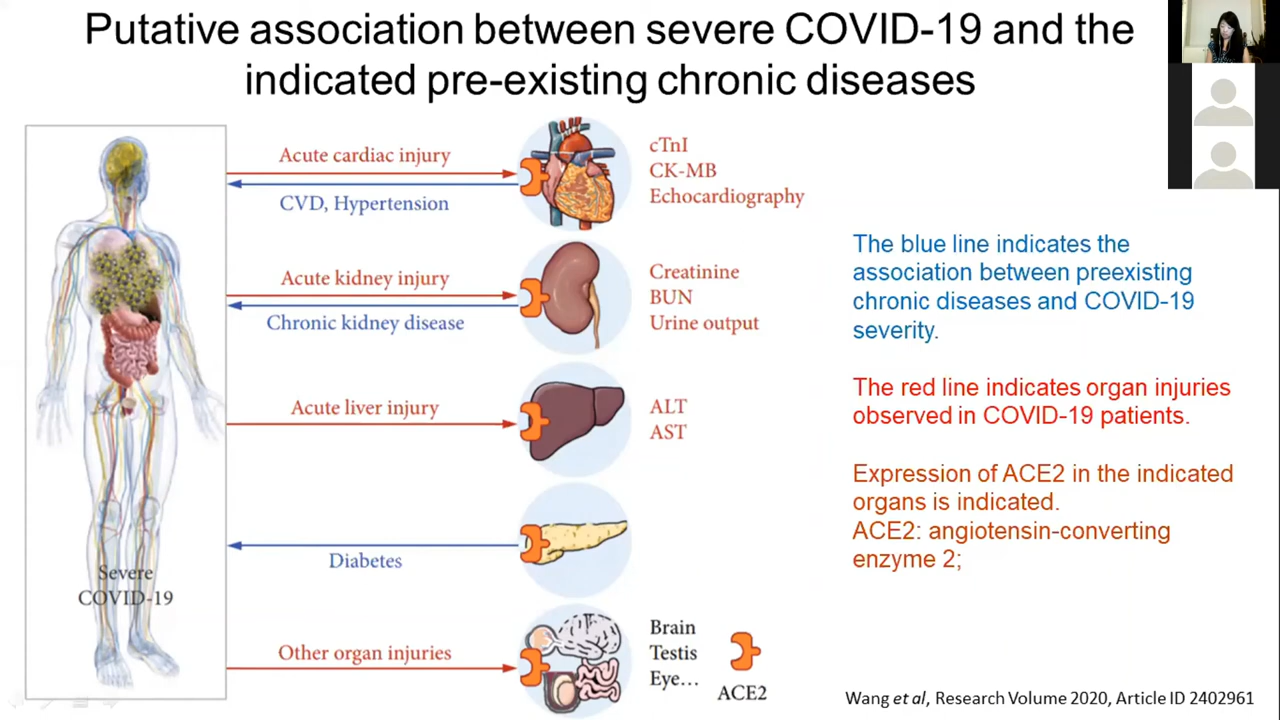 Putative association between severe COVID-19 and the
indicated pre-existing chronic diseases
Acute cardiac injury
CVD, Hypertension
cTnI
CK-MB
Echocardiography
Acute kidney injury
Chronic kidney disease
Creatinine
BUN
Urine output
Acute liver injury
ALT
AST
Diabetes
Severe
COVID-19
Other organ injuries
Brain
Testis
Eye…
ACE2
The blue line indicates the
association between preexisting
chronic diseases and COVID-19
severity.
The red line indicates organ injuries
observed in COVID-19 patients.
Expression of ACE2 in the indicated
organs is indicated.
ACE2: angiotensin-converting
enzyme 2;
Wang et al, Research Volume 2020, Article ID 2402961